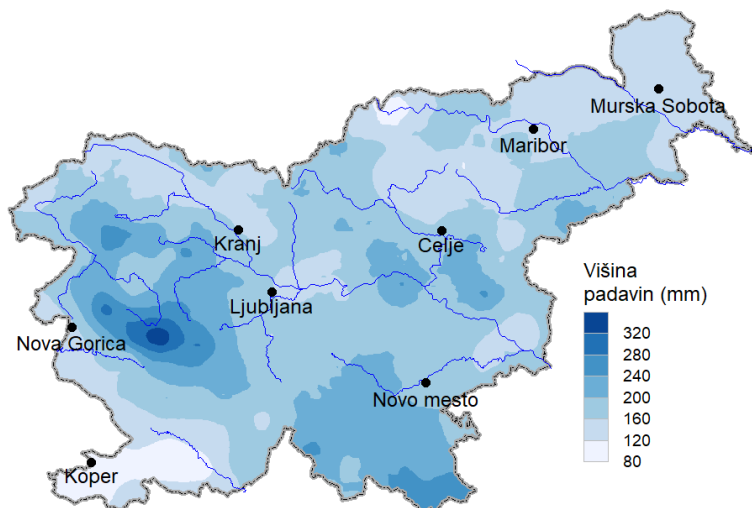 Murska Sobota
Maribor
Kranj
Celje
Ljubljana
Nova Gorica
Novo mesto
Koper
Višina
padavin (mm)
320
280
240
200
160
120
80